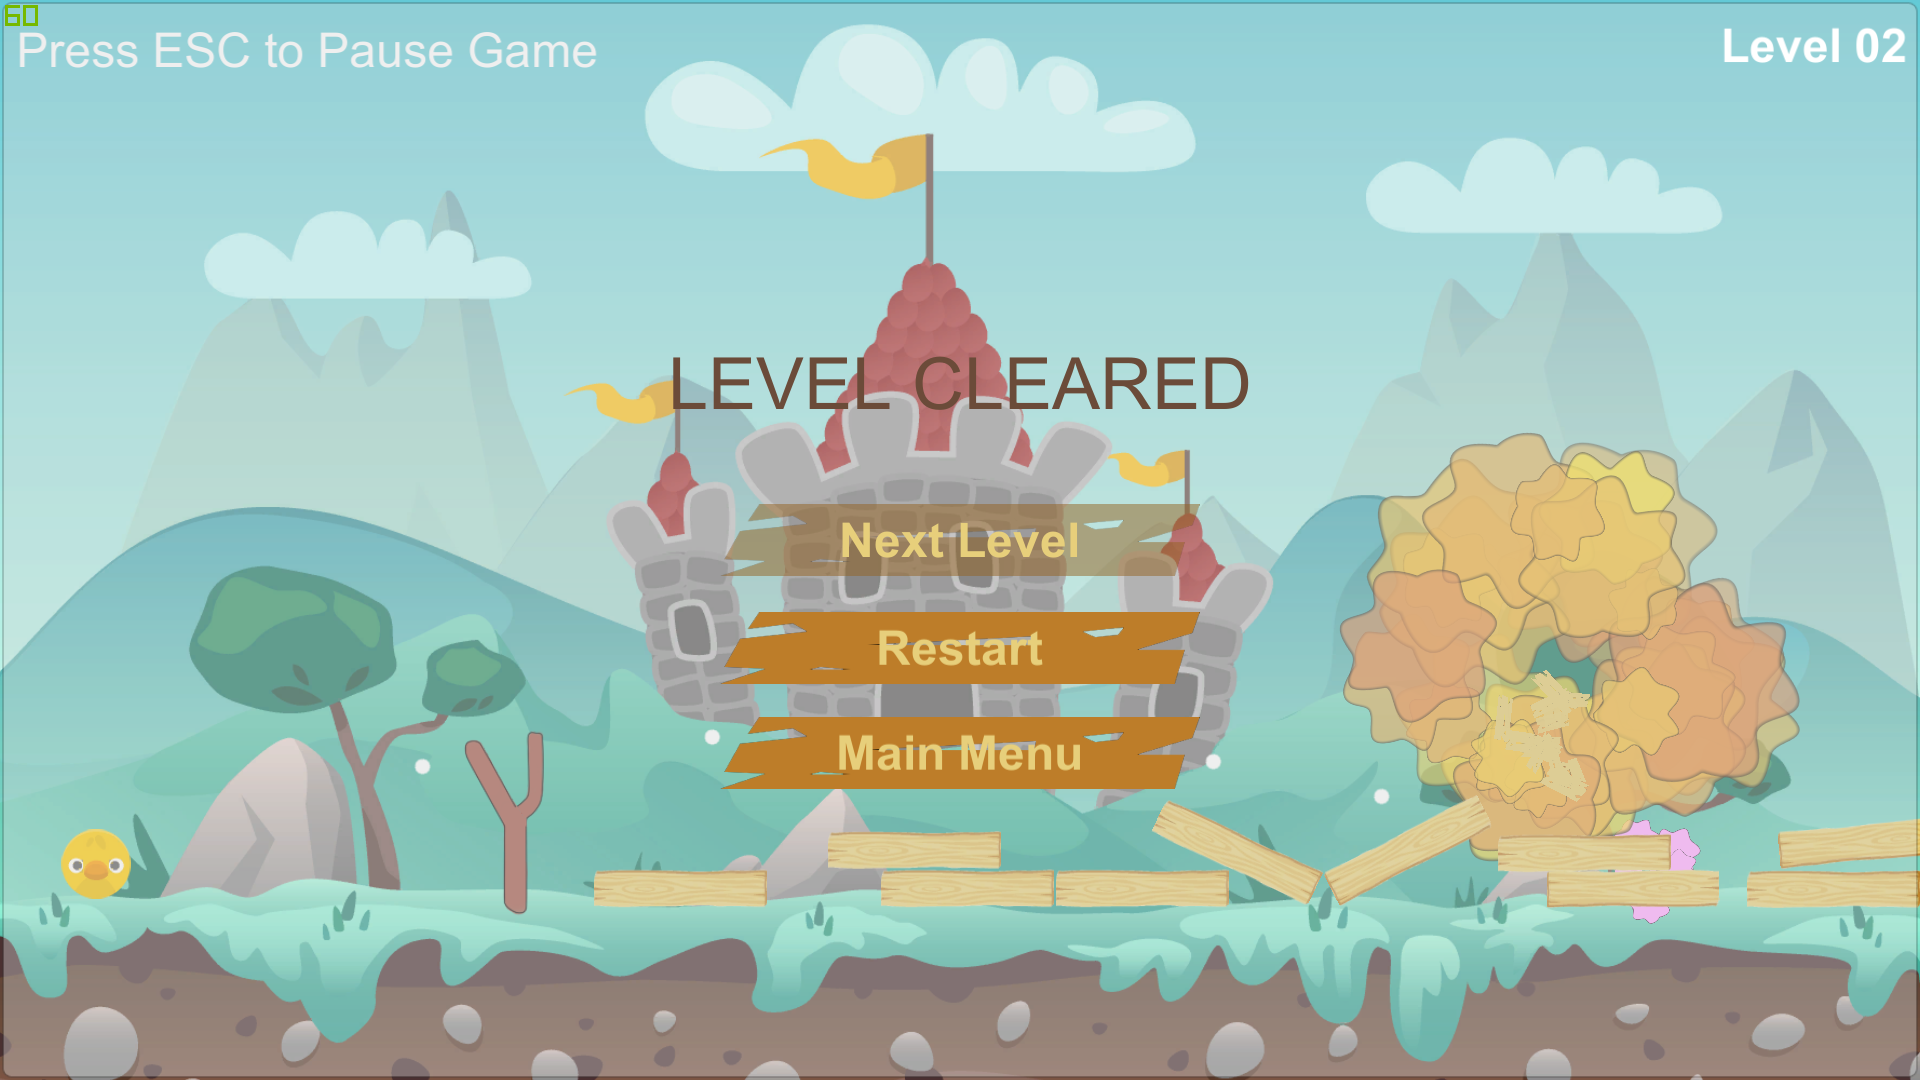 60
Press ESC to Pause Game
Level 02
LEVEL CLEARED
Next Level
Restart
Main Menu